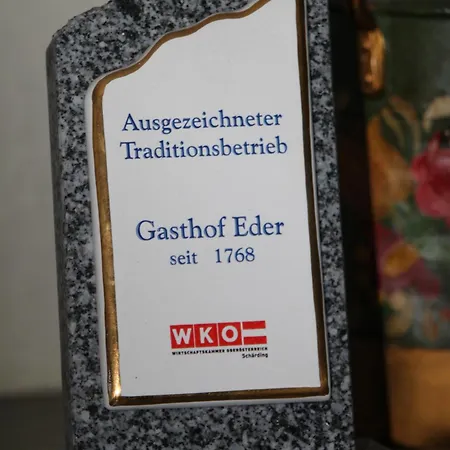 Ausgezeichneter
Traditionsbetrieb
Gasthof Eder
seit 1768
WKO
WIRTSCHAFTSKAMMER OBERÖSTERREICH
Schärding